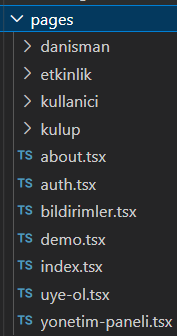 pages
danisman
etkinlik
kullanici
kulup
TS about.tsx
TS auth.tsx
TS bildirimler.tsx
TS demo.tsx
TS index.tsx
TS uye-ol.tsx
TS yonetim-paneli.tsx